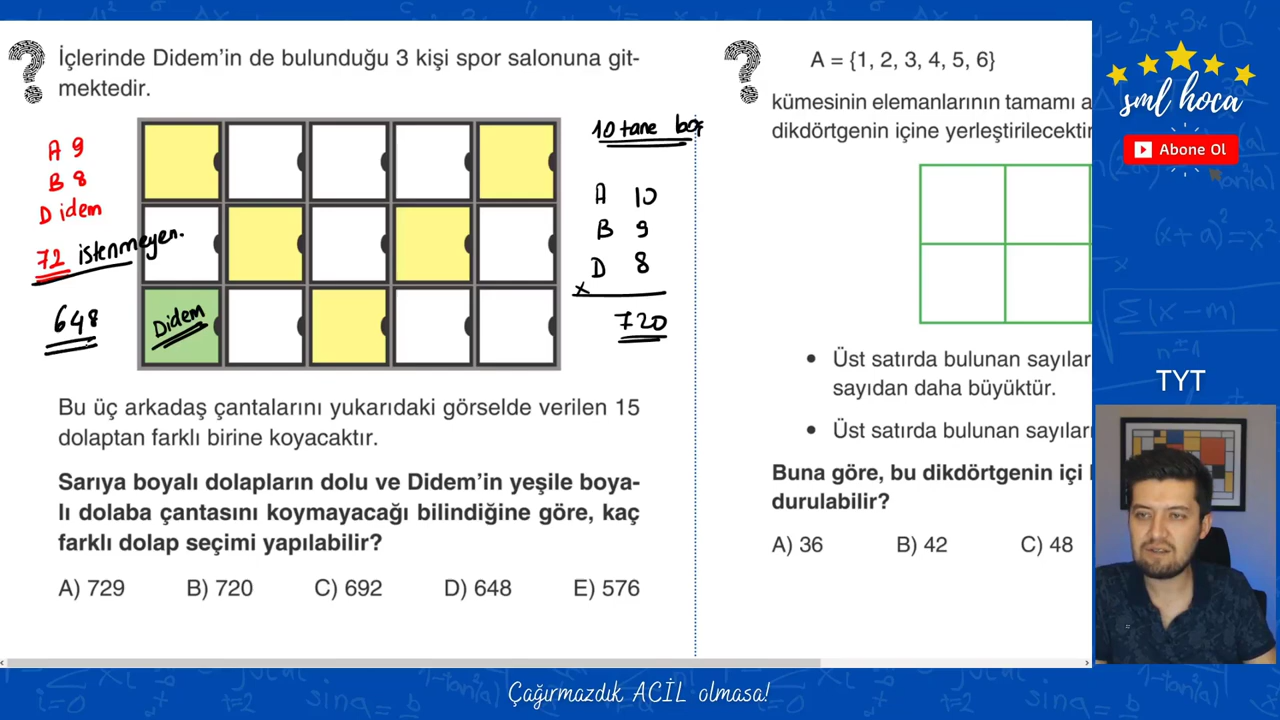 İçlerinde Didem'in de bulunduğu 3 kişi spor salonuna git-
mektedir.
A 9
B 8
Didem
72 istenmeyen.
648
Didem
10 tane boş
A 10
B 9
D 8
x
720
Bu üç arkadaş çantalarını yukarıdaki görselde verilen 15
dolaptan farklı birine koyacaktır.
Sarıya boyalı dolapların dolu ve Didem'in yeşile boya-
lı dolaba çantasını koymayacağı bilindiğine göre, kaç
farklı dolap seçimi yapılabilir?
A) 729 B) 720 C) 692 D) 648 E) 576
A = {1, 2, 3, 4, 5, 6}
kümesinin elemanlarının tamamı a
dikdörtgenin içine yerleştirilecektir
• Üst satırda bulunan sayılar
sayıdan daha büyüktür.
• Üst satırda bulunan sayıları
Buna göre, bu dikdörtgenin içi
durulabilir?
A) 36 B) 42 C) 48
sml hoca
Abone Ol
TYT
Çağırmazdık ACİL olmasa!